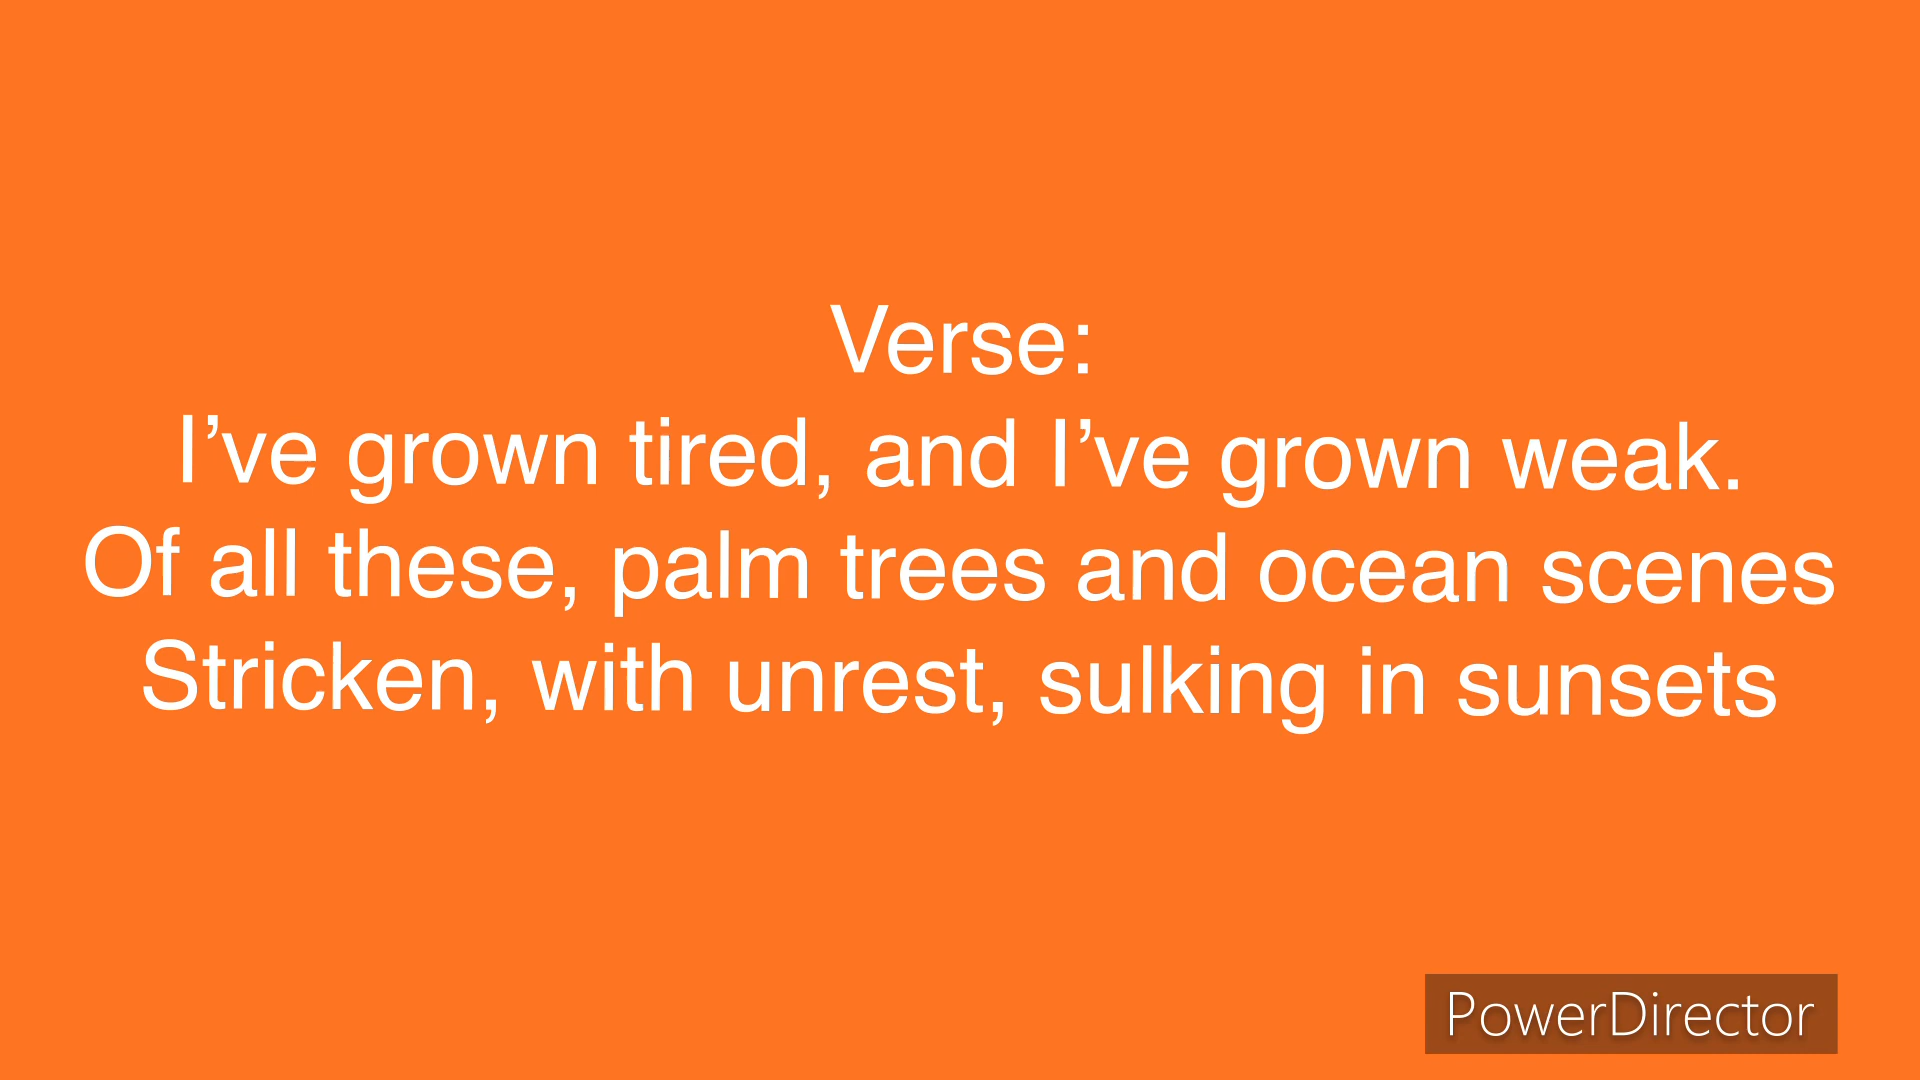 Verse:
I’ve grown tired, and I’ve grown weak.
Of all these, palm trees and ocean scenes
Stricken, with unrest, sulking in sunsets
PowerDirector